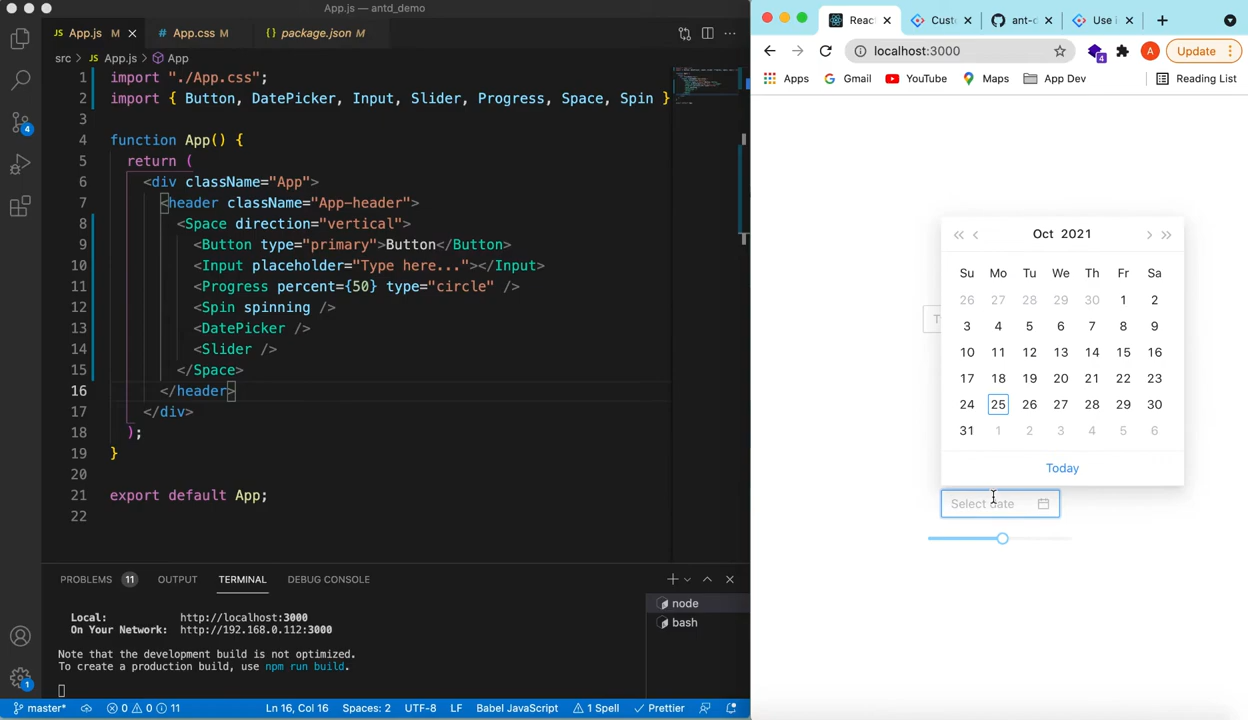 App.js — antd_demo
App.js M
App.css M
package.json M
src > App.js > App
1 import "./App.css";
2 import { Button, DatePicker, Input, Slider, Progress, Space, Spin }
3
4 function App() {
5 return (
6 <div className="App">
7 <header className="App-header">
8 <Space direction="vertical">
9 <Button type="primary">Button</Button>
10 <Input placeholder="Type here..."></Input>
11 <Progress percent={50} type="circle" />
12 <Spin spinning />
13 <DatePicker />
14 <Slider />
15 </Space>
16 </header>
17 </div>
18 );
19 }
20
21 export default App;
22
4
1
PROBLEMS 11 OUTPUT TERMINAL DEBUG CONSOLE
node
bash
Local: http://localhost:3000
On Your Network: http://192.168.0.112:3000
Note that the development build is not optimized.
To create a production build, use npm run build.
master* 0 0 11 Ln 16, Col 16 Spaces: 2 UTF-8 LF Babel JavaScript 1 Spell Prettier
Reac
Cust
ant-d
Use i
localhost:3000
4
A
Update
Apps Gmail YouTube Maps App Dev Reading List
T
Oct 2021
Su Mo Tu We Th Fr Sa
26 27 28 29 30 1 2
3 4 5 6 7 8 9
10 11 12 13 14 15 16
17 18 19 20 21 22 23
24 25 26 27 28 29 30
31 1 2 3 4 5 6
Today
Select date